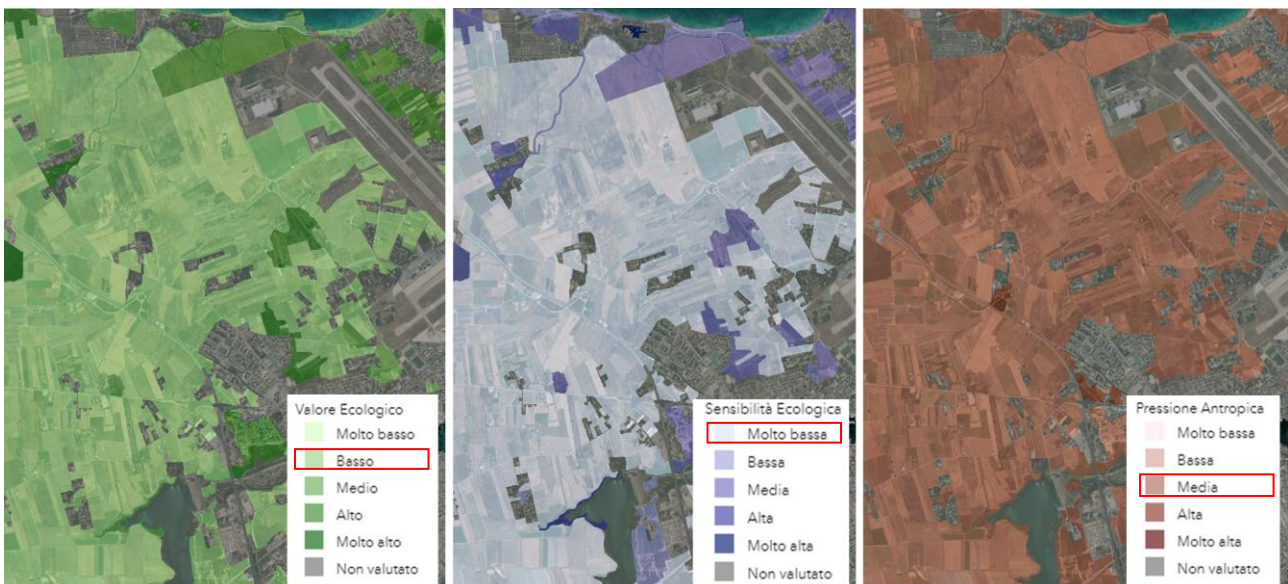 Valore Ecologico
Molto basso
Basso
Medio
Alto
Molto alto
Non valutato
Sensibilità Ecologica
Molto bassa
Bassa
Media
Alta
Molto alta
Non valutato
Pressione Antropica
Molto bassa
Bassa
Media
Alta
Molto alta
Non valutato